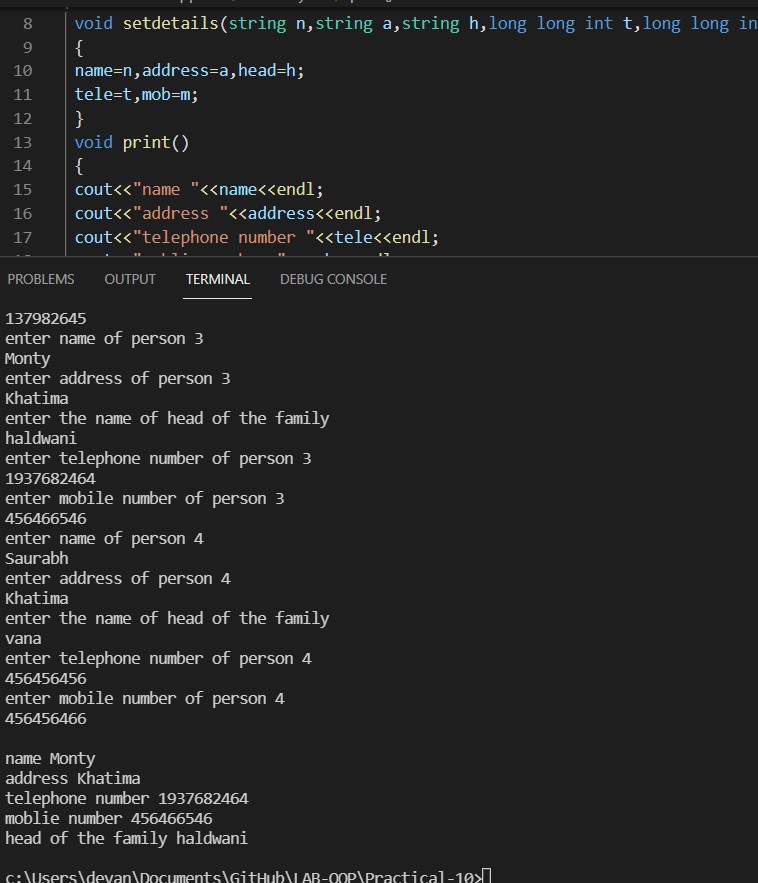 8 void setdetails(string n,string a,string h,long long int t,long long in
9 {
10 name=n,address=a,head=h;
11 tele=t,mob=m;
12 }
13 void print()
14 {
15 cout<<"name "<<name<<endl;
16 cout<<"address "<<address<<endl;
17 cout<<"telephone number "<<tele<<endl;
PROBLEMS OUTPUT TERMINAL DEBUG CONSOLE
137982645
enter name of person 3
Monty
enter address of person 3
Khatima
enter the name of head of the family
haldwani
enter telephone number of person 3
1937682464
enter mobile number of person 3
456466546
enter name of person 4
Saurabh
enter address of person 4
Khatima
enter the name of head of the family
vana
enter telephone number of person 4
456456456
enter mobile number of person 4
456456466
name Monty
address Khatima
telephone number 1937682464
moblie number 456466546
head of the family haldwani
c:\Users\devan\Documents\GitHub\LAB-OOP\Practical-10>